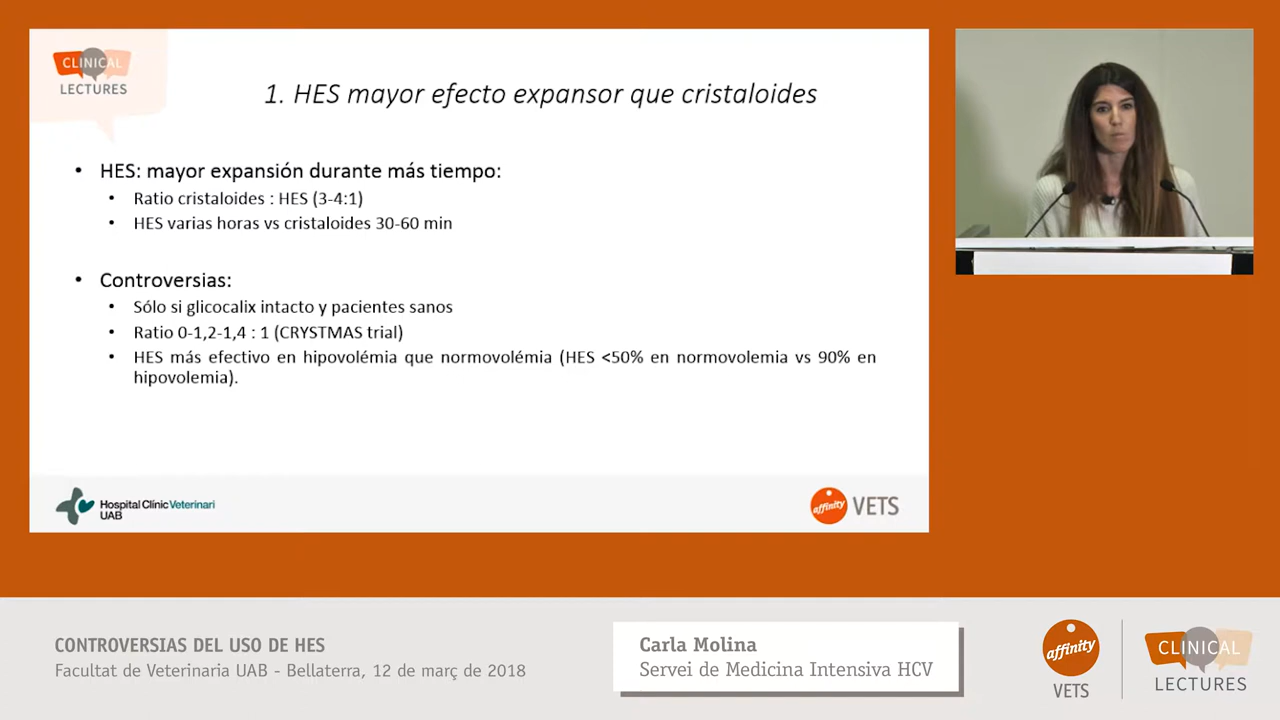 CLINICAL
LECTURES
1. HES mayor efecto expansor que cristaloides
• HES: mayor expansión durante más tiempo:
• Ratio cristaloides : HES (3-4:1)
• HES varias horas vs cristaloides 30-60 min
• Controversias:
• Sólo si glicocalix intacto y pacientes sanos
• Ratio 0-1,2-1,4 : 1 (CRYSTMAS trial)
• HES más efectivo en hipovolémia que normovolémia (HES <50% en normovolemia vs 90% en
hipovolemia).
Hospital Clínic Veterinari
UAB
affinity VETS
CONTROVERSIAS DEL USO DE HES
Facultat de Veterinaria UAB - Bellaterra, 12 de març de 2018
Carla Molina
Servei de Medicina Intensiva HCV
affinity
VETS
CLINICAL
LECTURES